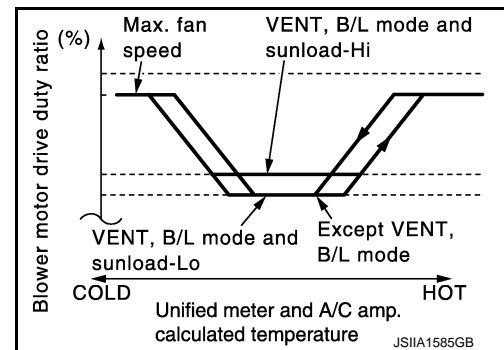 Blower motor drive duty ratio
(%)
Max. fan
speed
VENT, B/L mode and
sunload-Hi
VENT, B/L mode and
sunload-Lo
Except VENT,
B/L mode
COLD
HOT
Unified meter and A/C amp.
calculated temperature
JSIIA1585GB